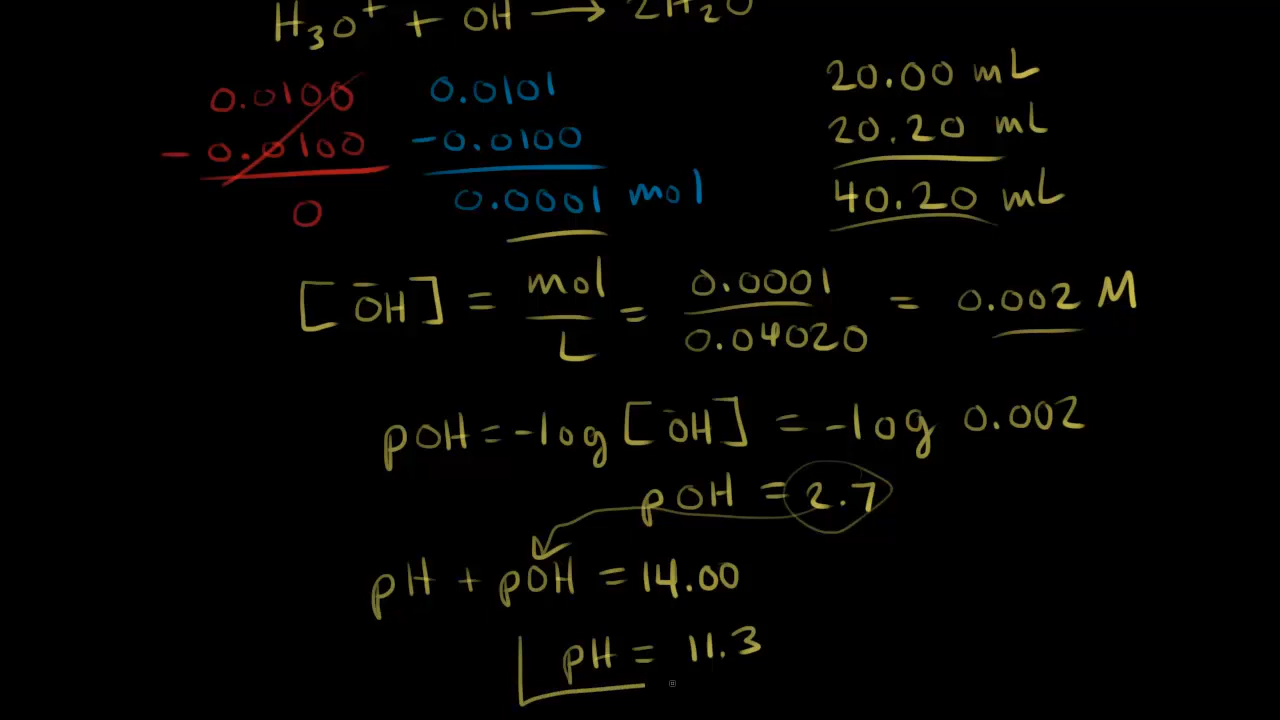 H₃O⁺ + OH → 2H₂O
0.0100 0.0101 20.00 mL
- 0.0100 -0.0100 20.20 mL
0 0.0001 mol 40.20 mL
[ŌH] = mol/L = 0.0001/0.04020 = 0.002 M
pOH = -log [ŌH] = -log 0.002
pOH = 2.7
pH + pOH = 14.00
pH = 11.3